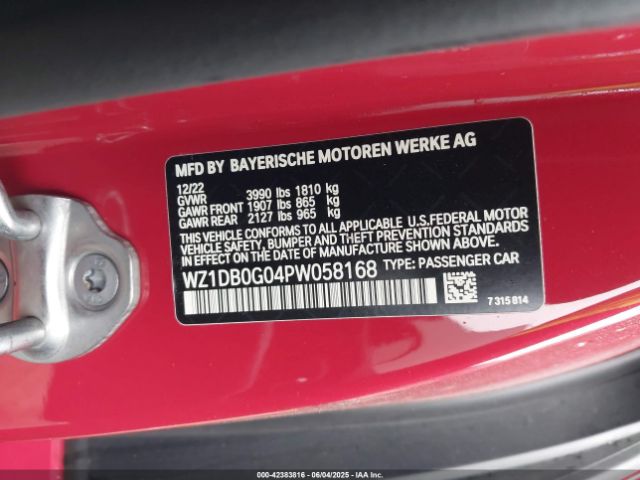 MFD BY BAYERISCHE MOTOREN WERKE AG
12/22
GVWR 3990 lbs 1810 kg
GAWR FRONT 1907 lbs 865 kg
GAWR REAR 2127 lbs 965 kg
THIS VEHICLE CONFORMS TO ALL APPLICABLE U.S.FEDERAL MOTOR
VEHICLE SAFETY, BUMPER, AND THEFT PREVENTION STANDARDS
IN EFFECT ON THE DATE OF MANUFACTURE SHOWN ABOVE.
WZ1DB0G04PW058168 TYPE: PASSENGER CAR
7 315 814
000-42383816 - 06/04/2025 - IAAI.COM